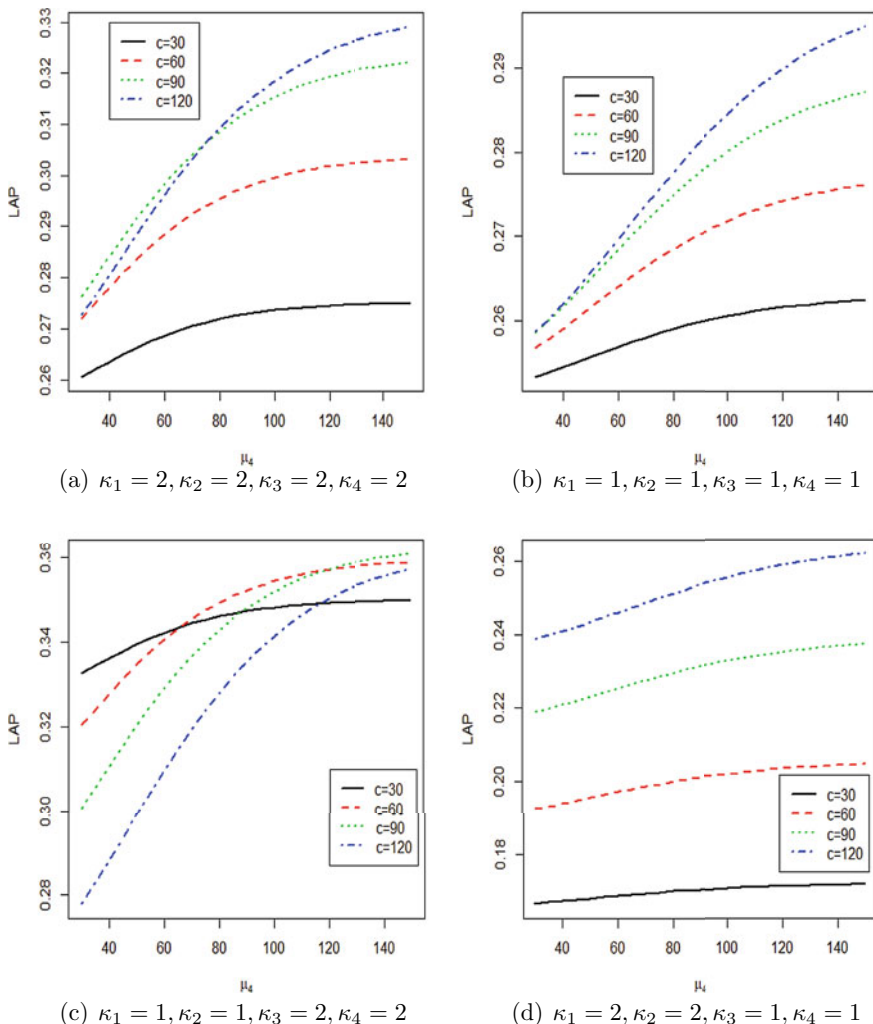 0.33
0.32
0.31
0.30
0.29
0.28
0.27
0.26
LAP
c=30
c=60
c=90
c=120
40 60 80 100 120 140
μ₄
(a) κ₁ = 2, κ₂ = 2, κ₃ = 2, κ₄ = 2
0.29
0.28
0.27
0.26
LAP
c=30
c=60
c=90
c=120
40 60 80 100 120 140
μ₄
(b) κ₁ = 1, κ₂ = 1, κ₃ = 1, κ₄ = 1
0.36
0.34
0.32
0.30
0.28
LAP
c=30
c=60
c=90
c=120
40 60 80 100 120 140
μ₄
(c) κ₁ = 1, κ₂ = 1, κ₃ = 2, κ₄ = 2
0.26
0.24
0.22
0.20
0.18
LAP
c=30
c=60
c=90
c=120
40 60 80 100 120 140
μ₄
(d) κ₁ = 2, κ₂ = 2, κ₃ = 1, κ₄ = 1